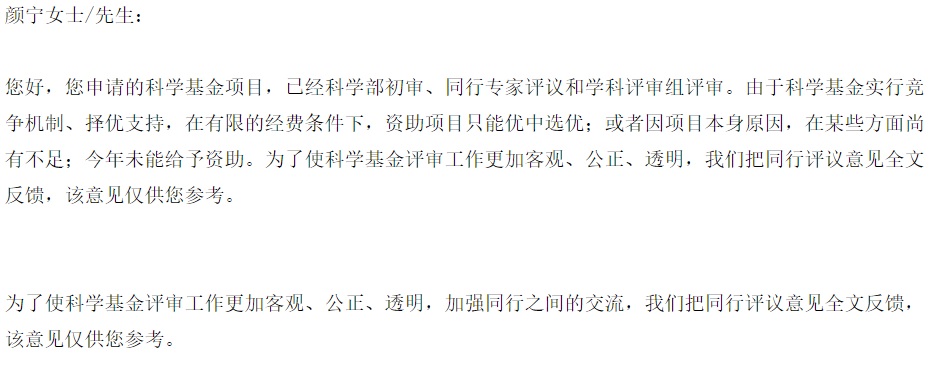 颜宁女士/先生：
您好，您申请的科学基金项目，已经科学部初审、同行专家评议和学科评审组评审。由于科学基金实行竞
争机制、择优支持，在有限的经费条件下，资助项目只能优中选优；或者因项目本身原因，在某些方面尚
有不足；今年未能给予资助。为了使科学基金评审工作更加客观、公正、透明，我们把同行评议意见全文
反馈，该意见仅供您参考。
为了使科学基金评审工作更加客观、公正、透明，加强同行之间的交流，我们把同行评议意见全文反馈，
该意见仅供您参考。